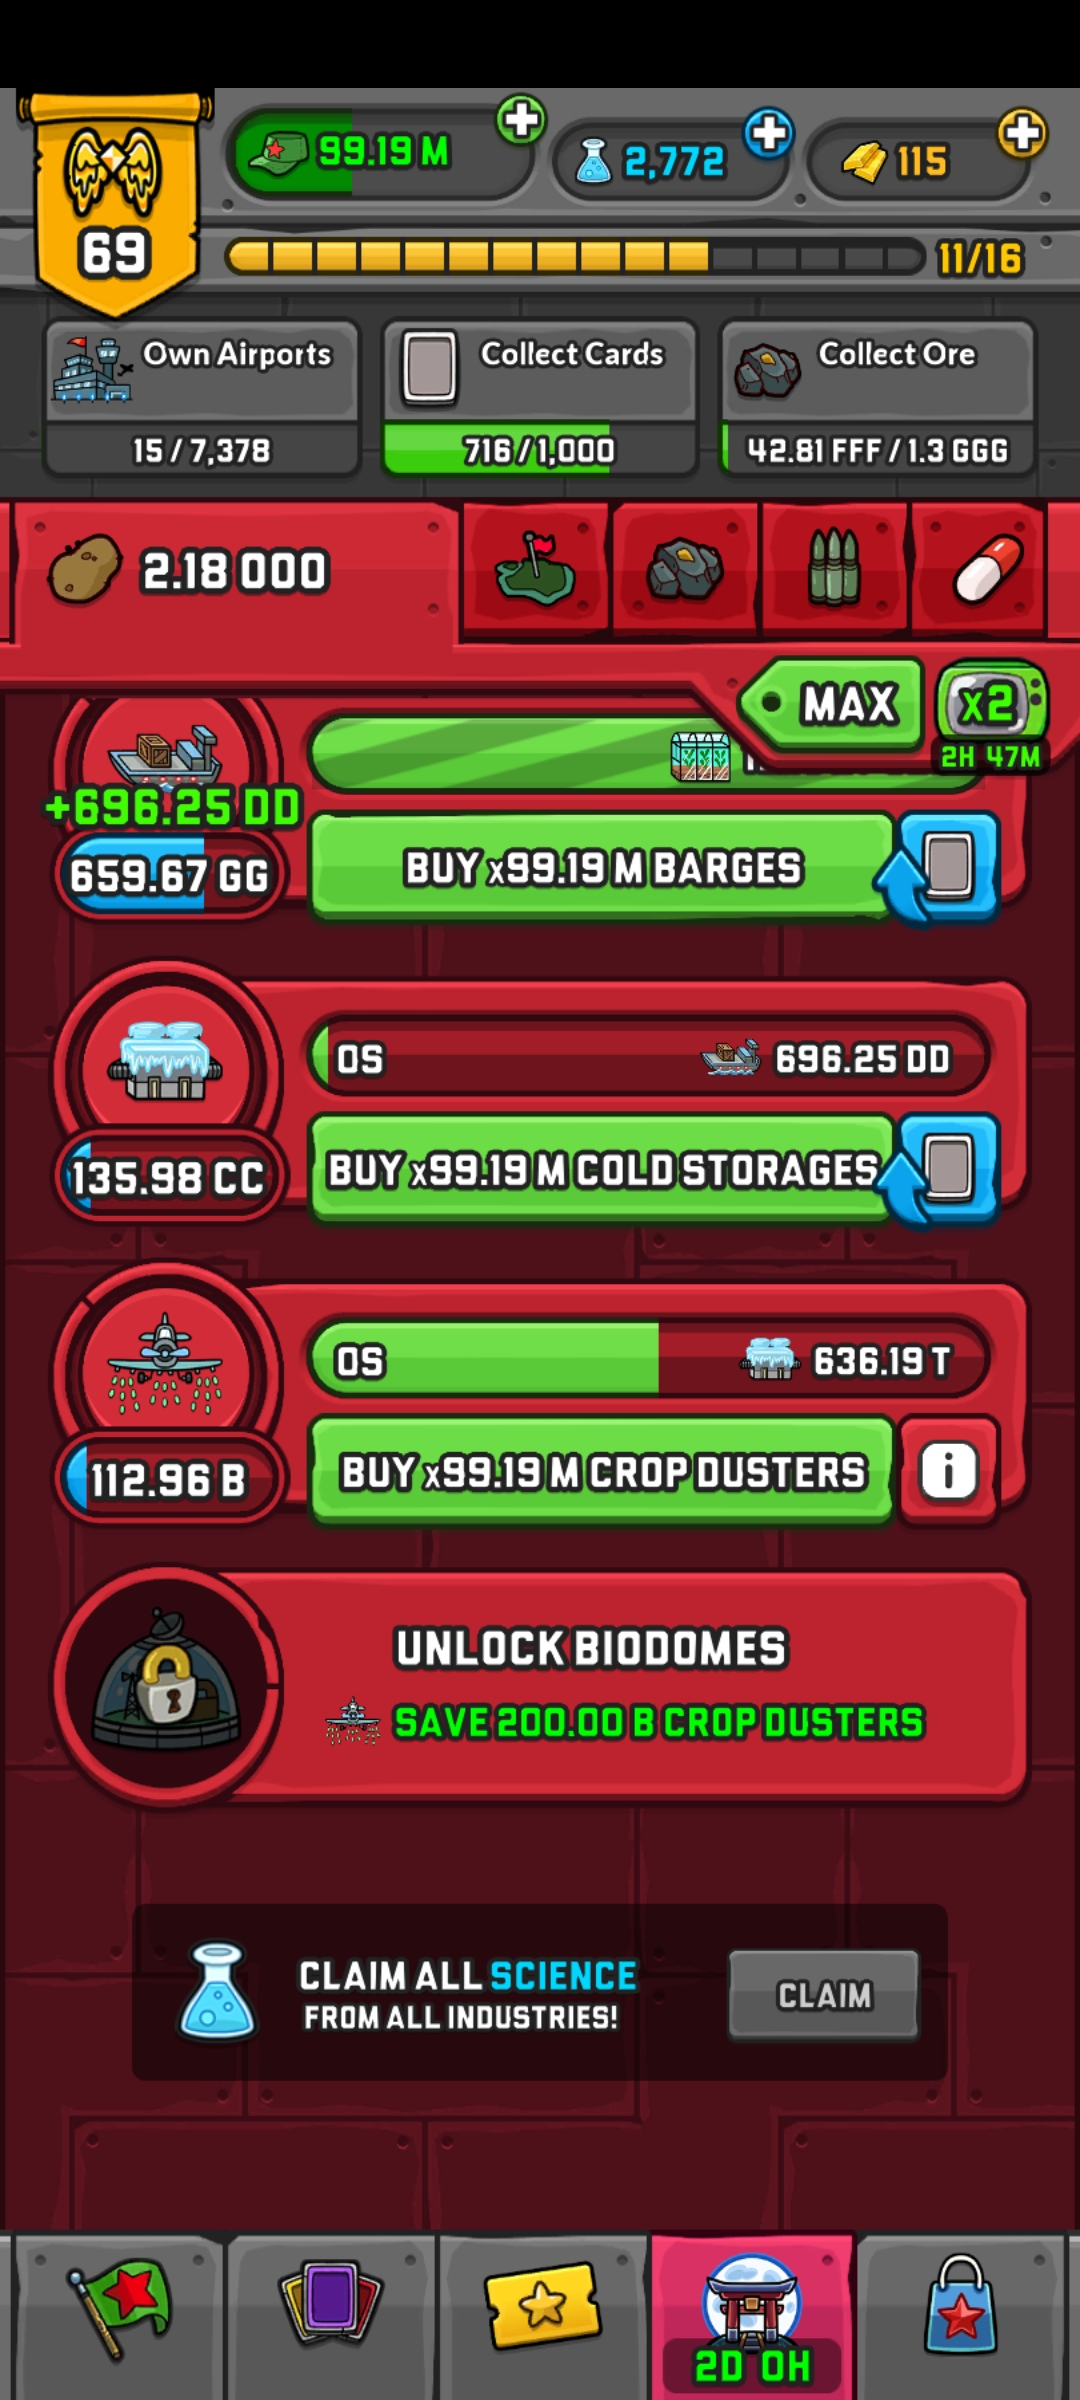 99.19 M
2,772
115
69
11/16
Own Airports
15 / 7,378
Collect Cards
716 / 1,000
Collect Ore
42.81 FFF / 1.3 GGG
2.18 OOO
MAX
X2
2H 47M
+696.25 DD
659.67 GG
BUY x99.19 M BARGES
0S
696.25 DD
135.98 CC
BUY x99.19 M COLD STORAGES
0S
636.19 T
112.96 B
BUY x99.19 M CROP DUSTERS
i
UNLOCK BIODOMES
SAVE 200.00 B CROP DUSTERS
CLAIM ALL SCIENCE
FROM ALL INDUSTRIES!
CLAIM
2D 0H